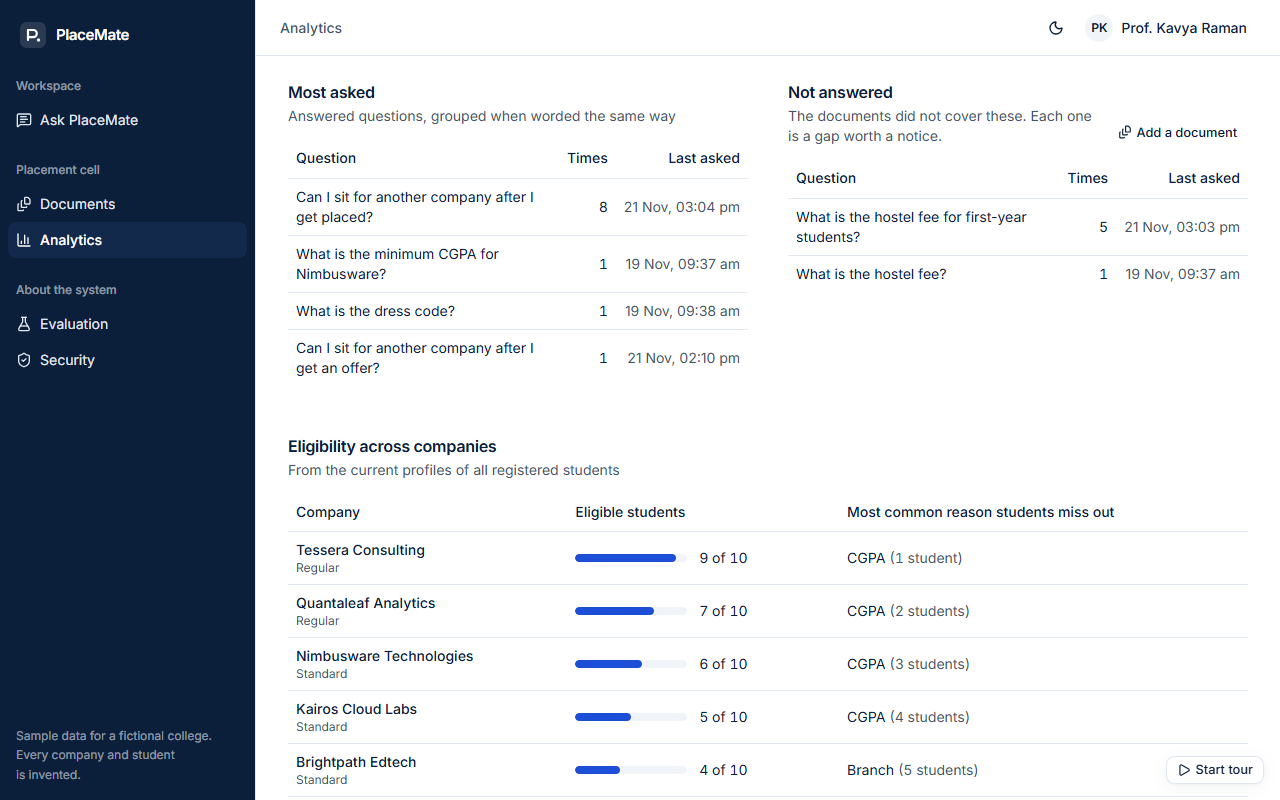 P. PlaceMate
Workspace
Ask PlaceMate
Placement cell
Documents
Analytics
About the system
Evaluation
Security
Sample data for a fictional college.
Every company and student
is invented.
Analytics
PK Prof. Kavya Raman
Most asked
Answered questions, grouped when worded the same way
Question Times Last asked
Can I sit for another company after I
get placed?
8 21 Nov, 03:04 pm
What is the minimum CGPA for
Nimbusware?
1 19 Nov, 09:37 am
What is the dress code? 1 19 Nov, 09:38 am
Can I sit for another company after I
get an offer?
1 21 Nov, 02:10 pm
Not answered
The documents did not cover these. Each one
is a gap worth a notice.
Add a document
Question Times Last asked
What is the hostel fee for first-year
students?
5 21 Nov, 03:03 pm
What is the hostel fee? 1 19 Nov, 09:37 am
Eligibility across companies
From the current profiles of all registered students
Company Eligible students Most common reason students miss out
Tessera Consulting
Regular
9 of 10 CGPA (1 student)
Quantaleaf Analytics
Regular
7 of 10 CGPA (2 students)
Nimbusware Technologies
Standard
6 of 10 CGPA (3 students)
Kairos Cloud Labs
Standard
5 of 10 CGPA (4 students)
Brightpath Edtech
Standard
4 of 10 Branch (5 students)
Start tour